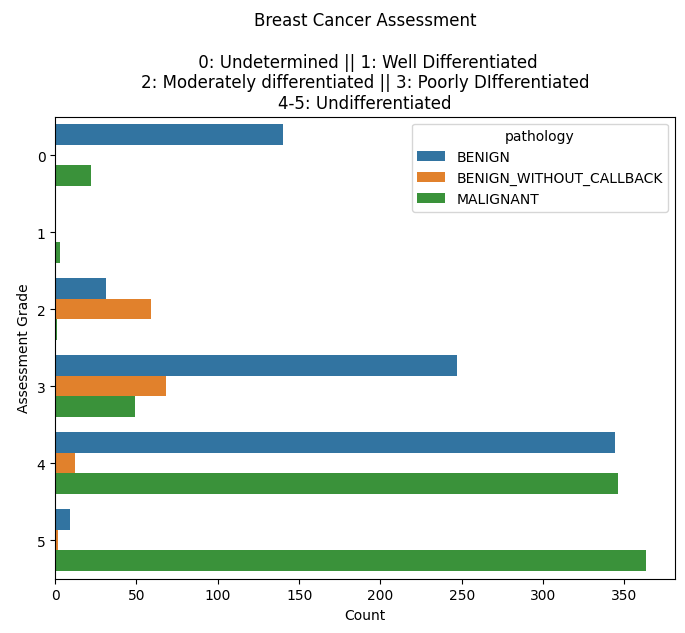 Breast Cancer Assessment
0: Undetermined || 1: Well Differentiated
2: Moderately differentiated || 3: Poorly DIfferentiated
4-5: Undifferentiated
pathology
BENIGN
BENIGN_WITHOUT_CALLBACK
MALIGNANT
Assessment Grade
0
1
2
3
4
5
0 50 100 150 200 250 300 350
Count